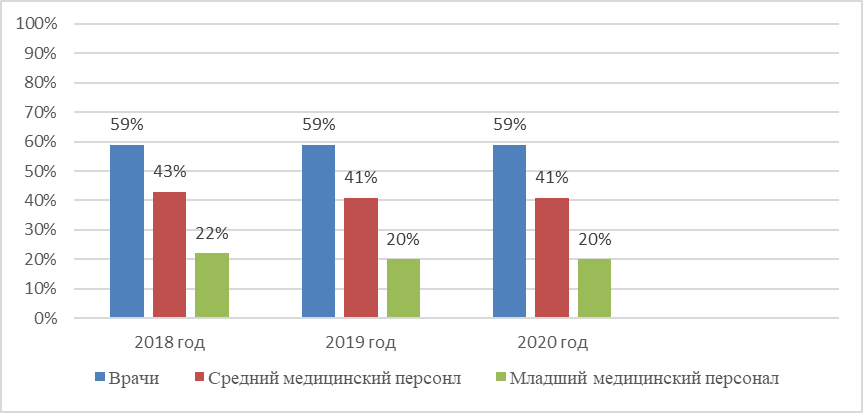 100%
90%
80%
70%
60%
50%
40%
30%
20%
10%
0%
59% 59% 59%
43% 41% 41%
22% 20% 20%
2018 год 2019 год 2020 год
Врачи Средний медицинский персонл Младший медицинский персонал